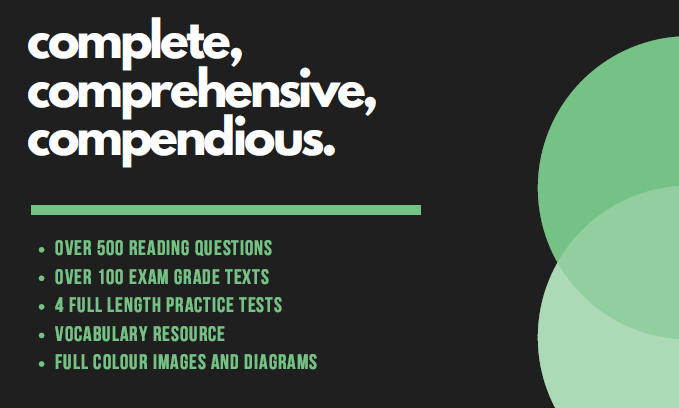 complete,
comprehensive,
compendious.
• OVER 500 READING QUESTIONS
• OVER 100 EXAM GRADE TEXTS
• 4 FULL LENGTH PRACTICE TESTS
• VOCABULARY RESOURCE
• FULL COLOUR IMAGES AND DIAGRAMS